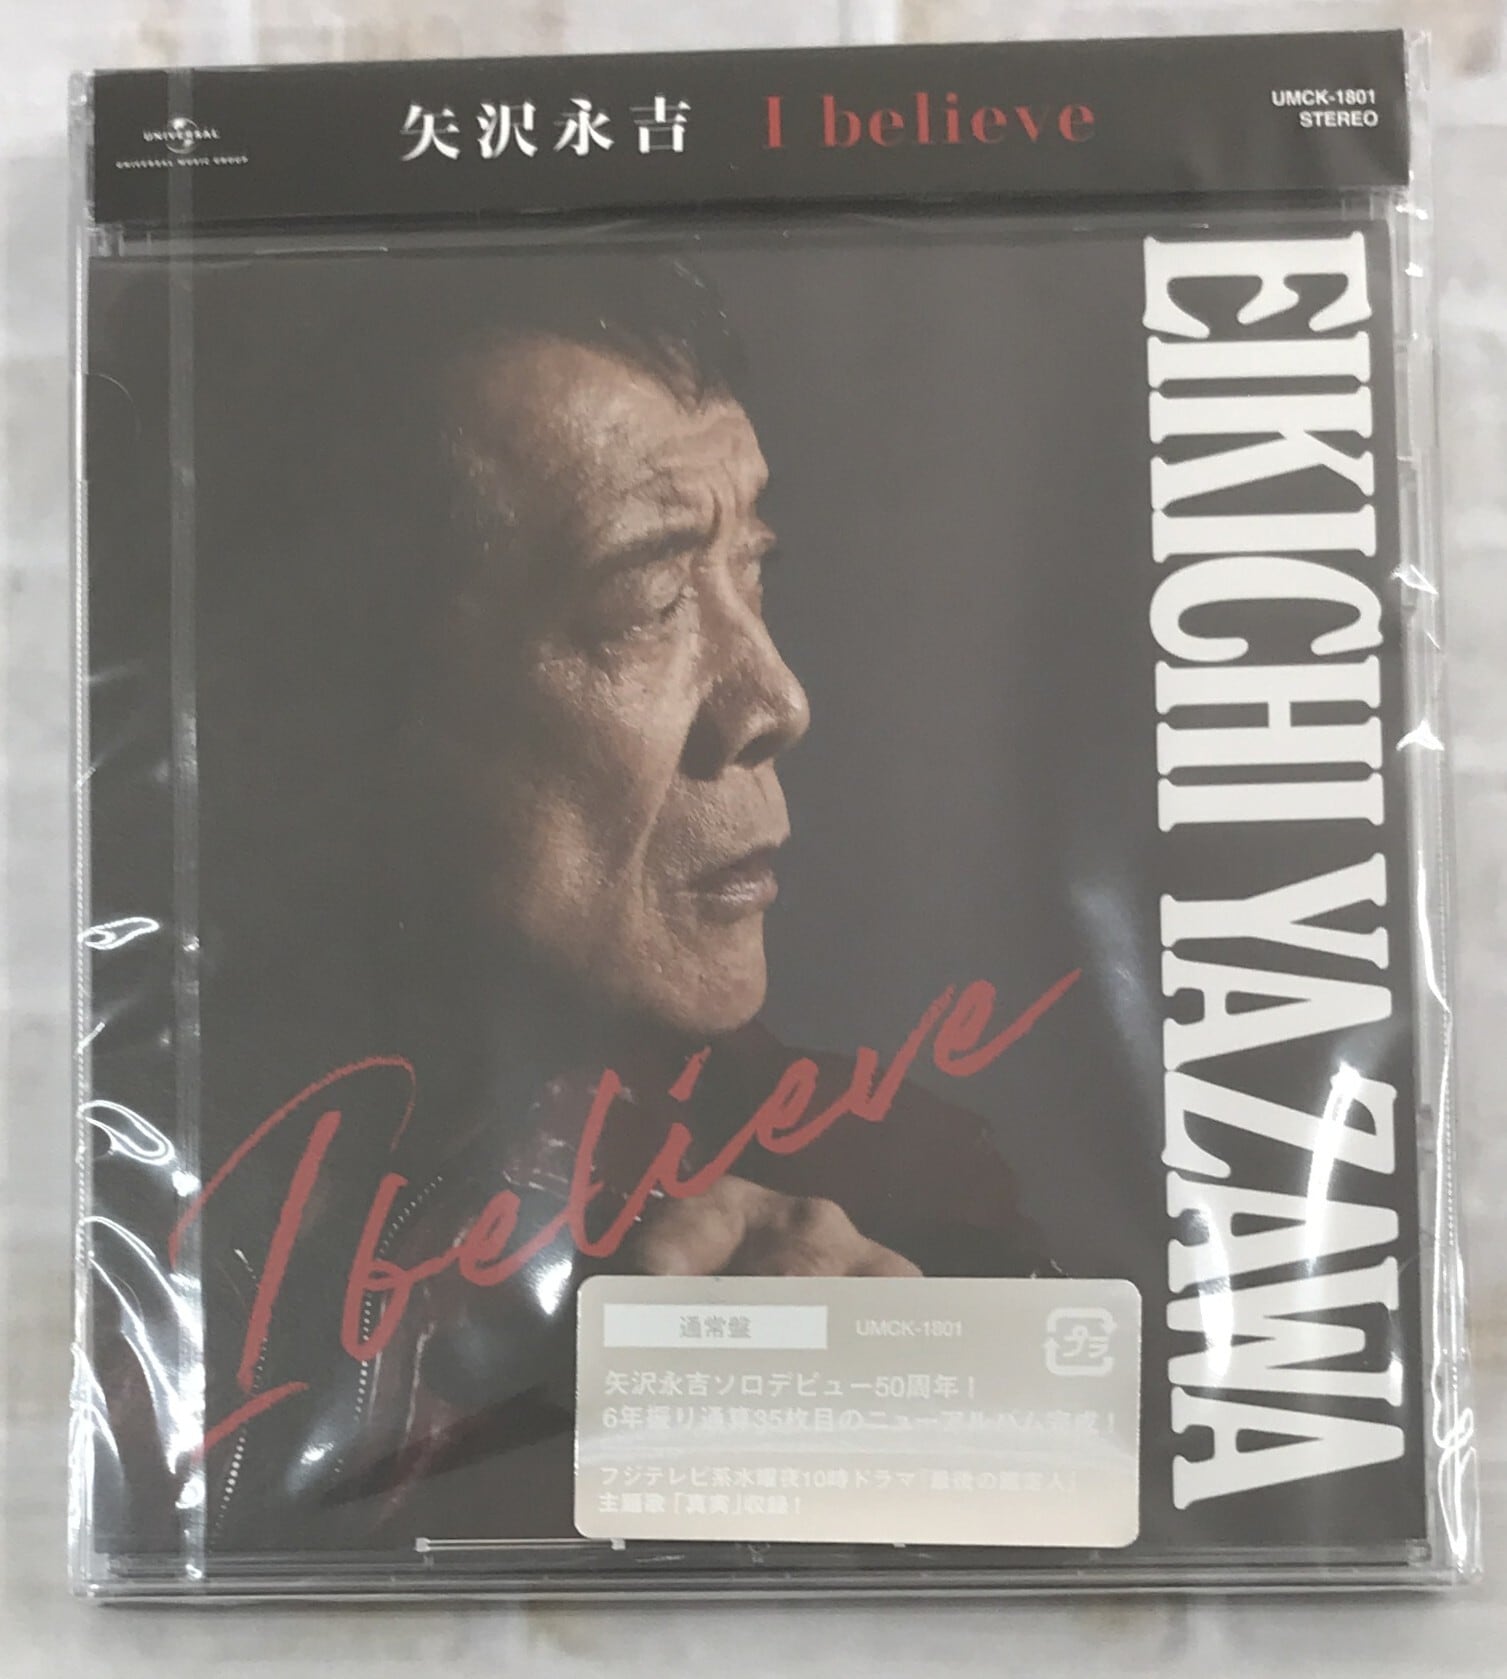 UNIVERSAL
UNIVERSAL MUSIC GROUP
矢沢永吉 I believe
UMCK-1801
STEREO
EIKICHI YAZAWA
I believe
通常盤 UMCK-1801
プラ
矢沢永吉ソロデビュー50周年！
6年振り通算35枚目のニューアルバム完成！
フジテレビ系水曜夜10時ドラマ「最後の鑑定人」
主題歌「真実」収録！